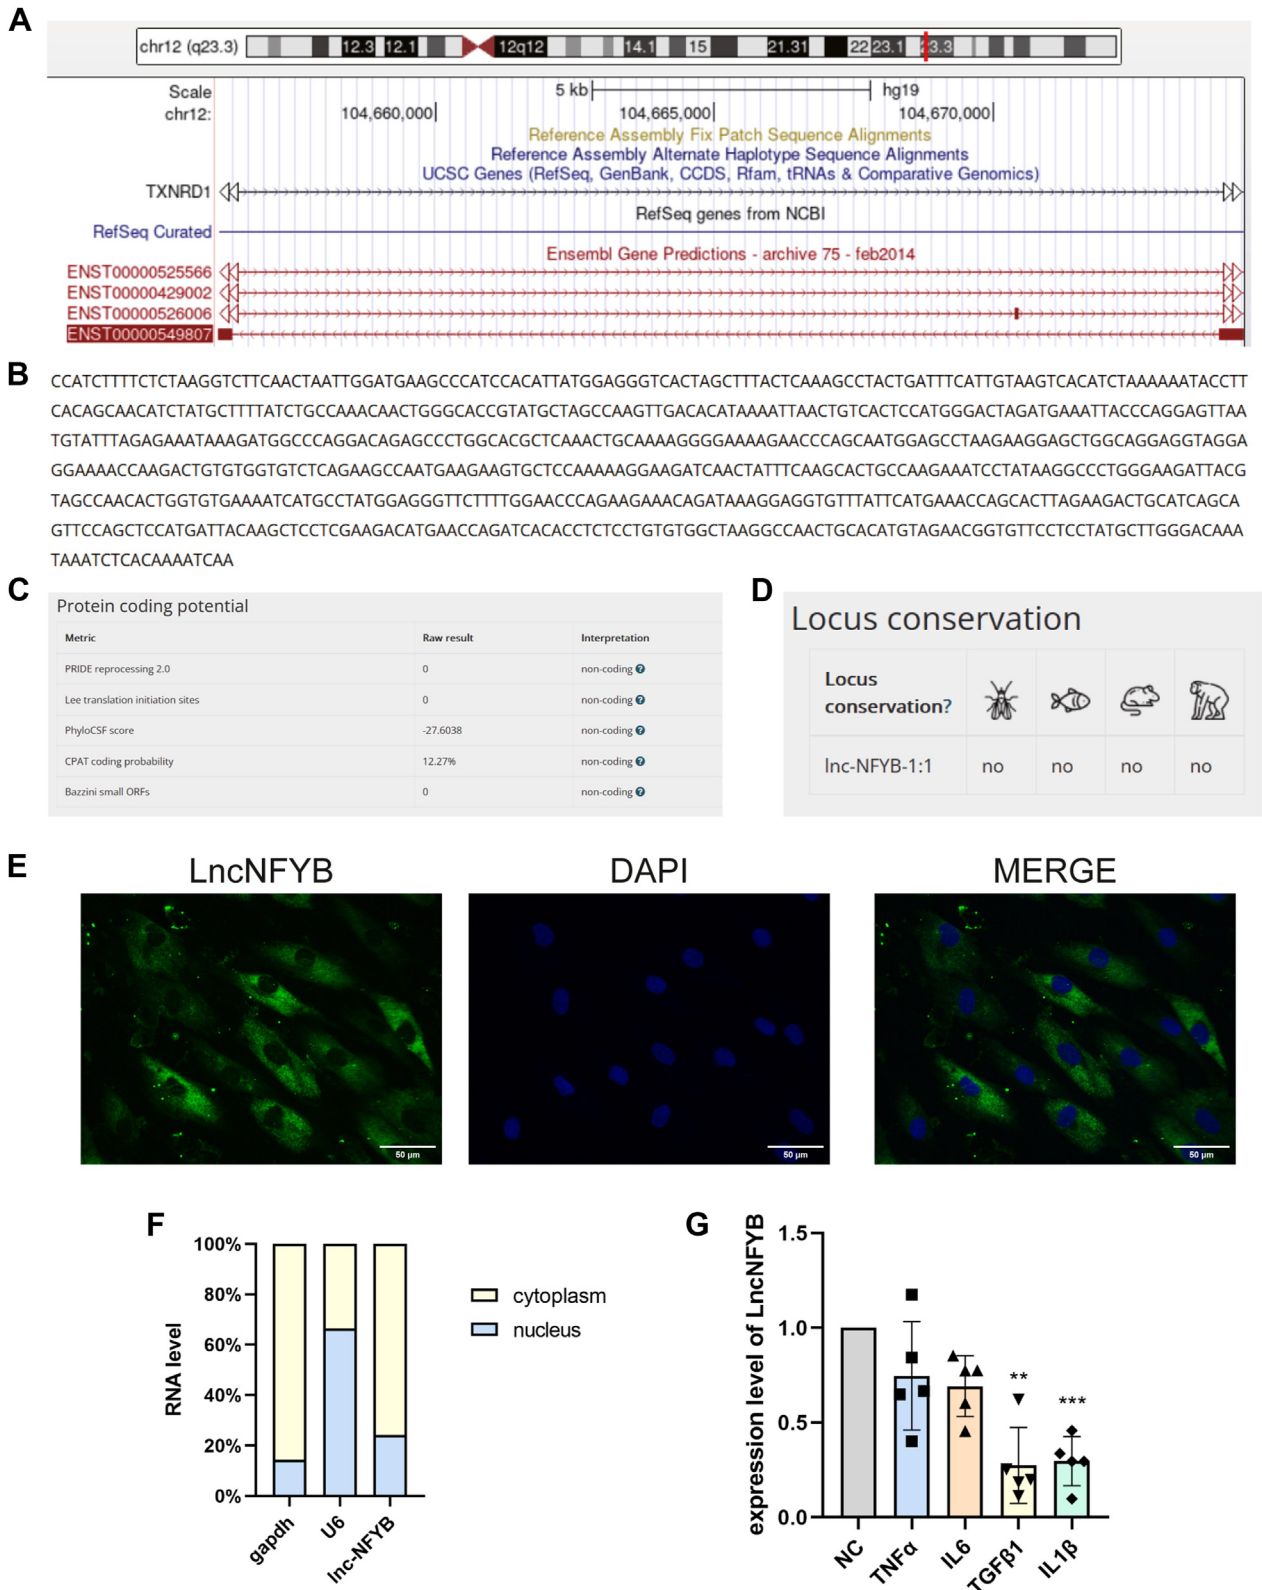 A
chr12 (q23.3) 12.3 12.1 12q12 14.1 15 21.31 22 23.1 23.3
Scale 5 kb hg19
chr12: 104,660,000 104,665,000 104,670,000
Reference Assembly Fix Patch Sequence Alignments
Reference Assembly Alternate Haplotype Sequence Alignments
UCSC Genes (RefSeq, GenBank, CCDS, Rfam, tRNAs & Comparative Genomics)
TXNRD1
RefSeq genes from NCBI
RefSeq Curated
Ensembl Gene Predictions - archive 75 - feb2014
ENST00000525566
ENST00000429002
ENST00000526006
ENST00000549807
B
CCATCTTTTCTCTAAGGTCTTCAACTAATTGGATGAAGCCCATCCACATTATGGAGGGTCACTAGCTTTACTCAAAGCCTACTGATTTCATTGTAAGTCACATCTAAAAAATACCTT
CACAGCAACATCTATGCTTTTATCTGCCAAACAACTGGGCACCGTATGCTAGCCAAGTTGACACATAAAATTAACTGTCACTCCATGGGACTAGATGAAATTACCCAGGAGTTAA
TGTATTTAGAGAAATAAAGATGGCCCAGGACAGAGCCCTGGCACGCTCAAACTGCAAAAGGGGAAAAGAACCCAGCAATGGAGCCTAAGAAGGAGCTGGCAGGAGGTAGGA
GGAAAACCAAGACTGTGTGGTGTCTCAGAAGCCAATGAAGAAGTGCTCCAAAAAGGAAGATCAACTATTTCAAGCACTGCCAAGAAATCCTATAAGGCCCTGGGAAGATTACG
TAGCCAACACTGGTGTGAAAATCATGCCTATGGAGGGTTCTTTTGGAACCCAGAAGAAACAGATAAAGGAGGTGTTTATTCATGAAACCAGCACTTAGAAGACTGCATCAGCA
GTTCCAGCTCCATGATTACAAGCTCCTCGAAGACATGAACCAGATCACACCTCTCCTGTGTGGCTAAGGCCAACTGCACATGTAGAACGGTGTTCCTCCTATGCTTGGGACAAA
TAAATCTCACAAAATCAA
C
Protein coding potential
Metric Raw result Interpretation
PRIDE reprocessing 2.0 0 non-coding ?
Lee translation initiation sites 0 non-coding ?
PhyloCSF score -27.6038 non-coding ?
CPAT coding probability 12.27% non-coding ?
Bazzini small ORFs 0 non-coding ?
D
Locus conservation
Locus
conservation?
lnc-NFYB-1:1 no no no no
E
LncNFYB DAPI MERGE
50 µm 50 µm 50 µm
F
RNA level
100%
80%
60%
40%
20%
0%
gapdh U6 lnc-NFYB
cytoplasm
nucleus
G
expression level of LncNFYB
1.5
1.0
0.5
0.0
** ***
NC TNFα IL6 TGFβ1 IL1β